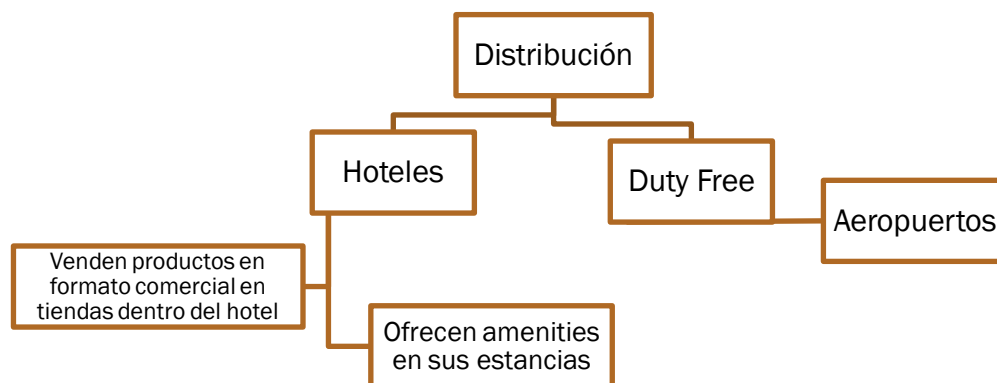 Distribución
Hoteles
Duty Free
Aeropuertos
Venden productos en
formato comercial en
tiendas dentro del hotel
Ofrecen amenities
en sus estancias